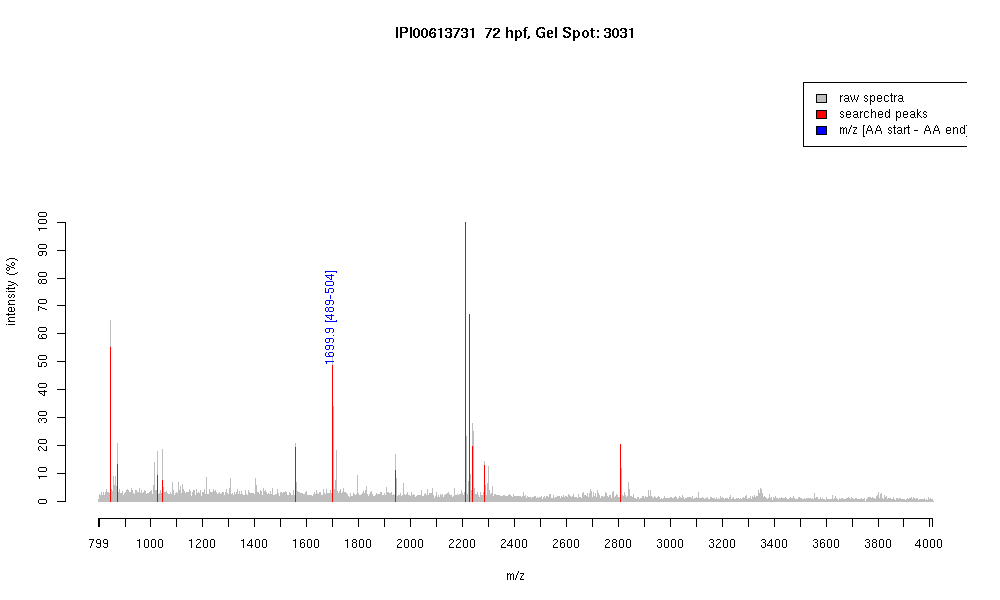 IPI00613731 72 hpf, Gel Spot: 3031
raw spectra
searched peaks
m/z [AA start - AA end]
intensity (%)
100
90
80
70
60
50
40
30
20
10
0
1699.9 [489-504]
799 1000 1200 1400 1600 1800 2000 2200 2400 2600 2800 3000 3200 3400 3600 3800 4000
m/z